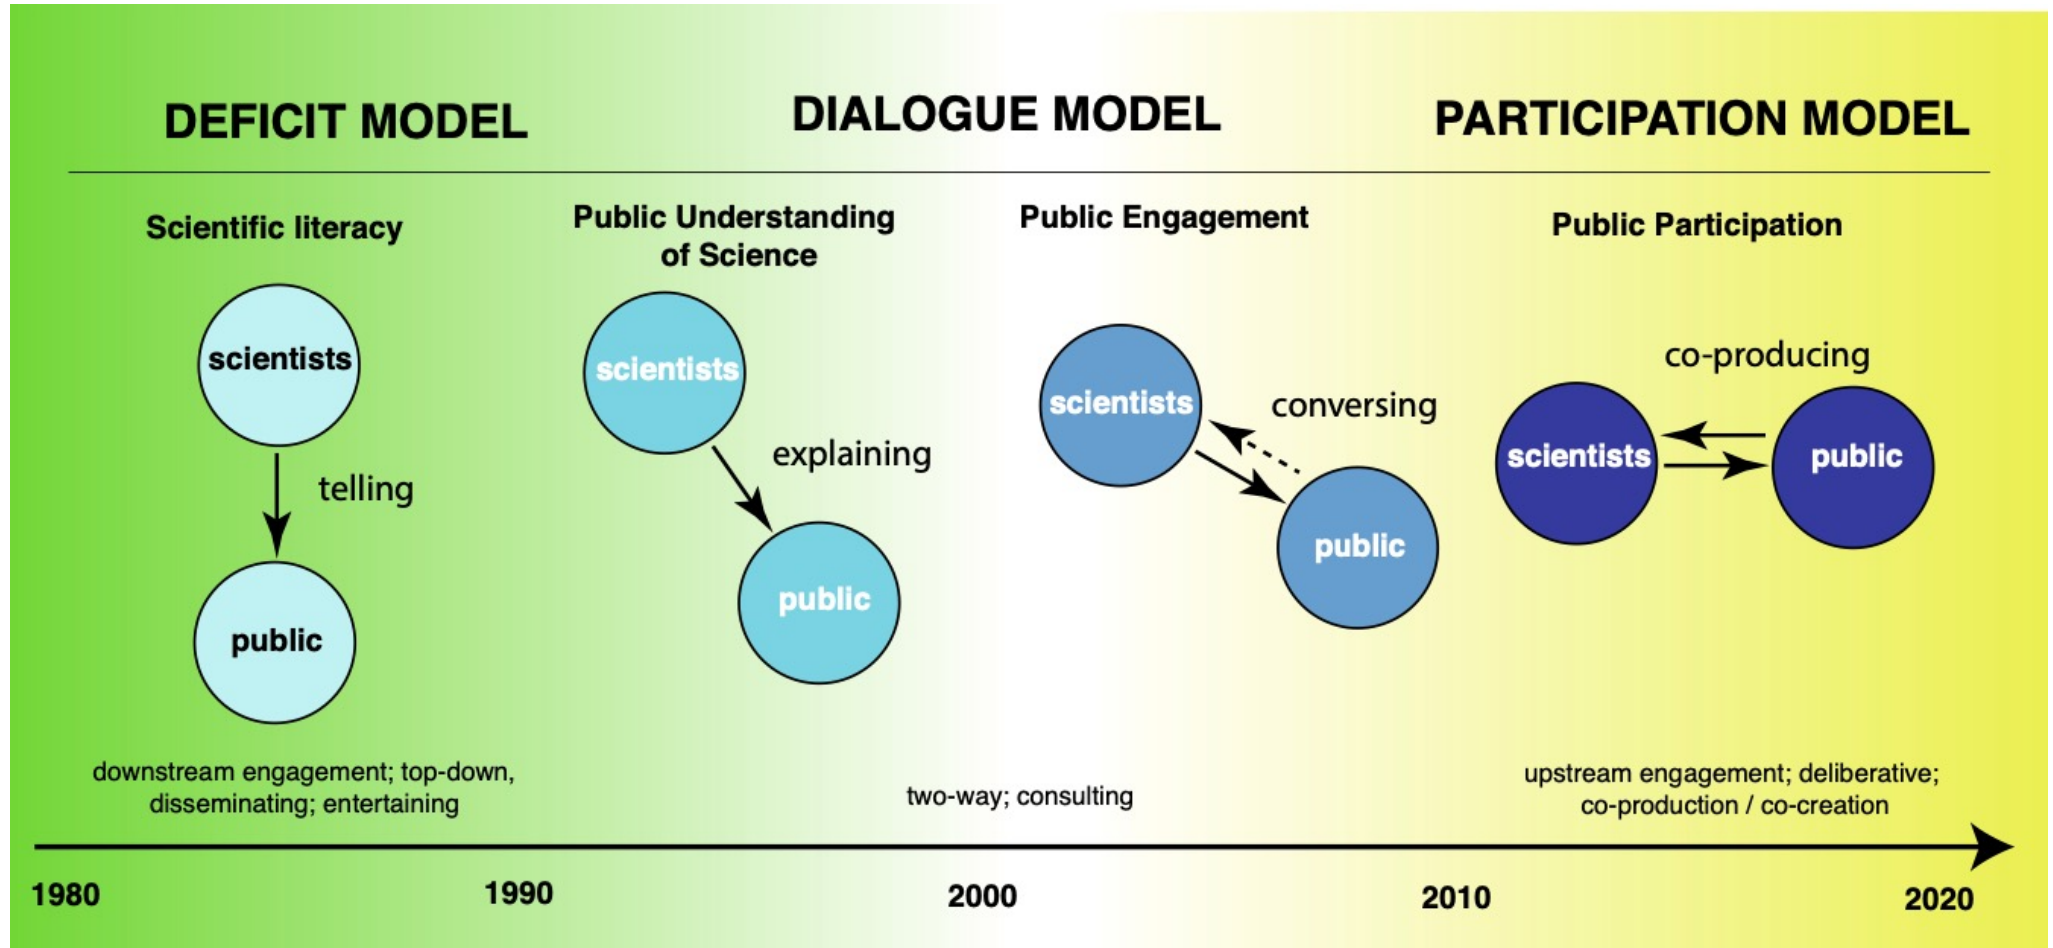 DEFICIT MODEL
DIALOGUE MODEL
PARTICIPATION MODEL
Scientific literacy
scientists
telling
public
Public Understanding
of Science
scientists
explaining
public
Public Engagement
scientists
conversing
public
Public Participation
co-producing
scientists
public
downstream engagement; top-down,
disseminating; entertaining
two-way; consulting
upstream engagement; deliberative;
co-production / co-creation
1980
1990
2000
2010
2020